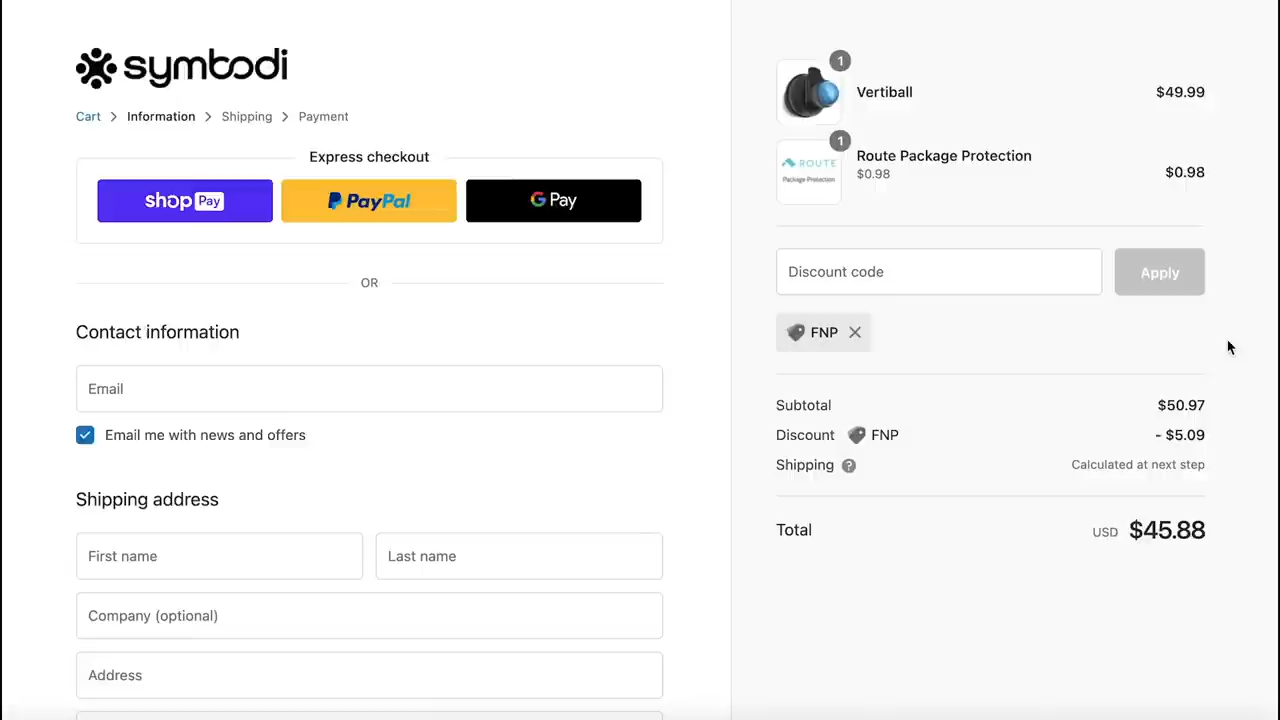 symbodi
Cart > Information > Shipping > Payment
Express checkout
shop Pay
PayPal
G Pay
OR
Contact information
Email
Email me with news and offers
Shipping address
First name
Last name
Company (optional)
Address
1
Vertiball
$49.99
1
ROUTE
Package Protection
Route Package Protection
$0.98
$0.98
Discount code
Apply
FNP
Subtotal
$50.97
Discount FNP
- $5.09
Shipping ?
Calculated at next step
Total
USD $45.88